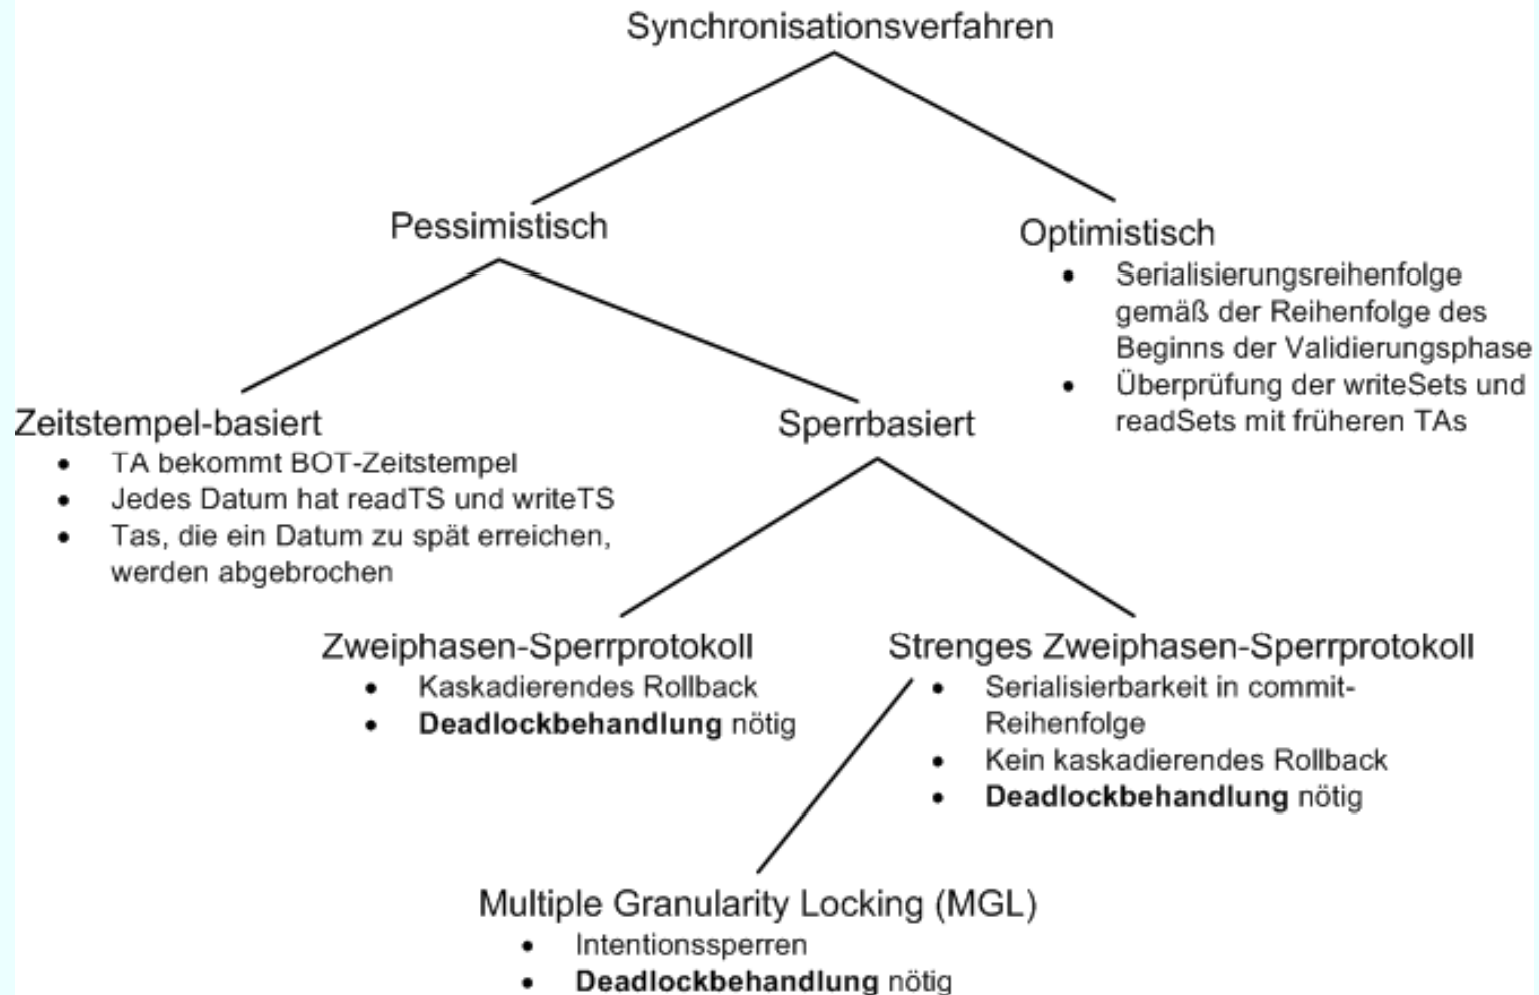 Synchronisationsverfahren
Pessimistisch
Optimistisch
• Serialisierungsreihenfolge
gemäß der Reihenfolge des
Beginns der Validierungsphase
• Überprüfung der writeSets und
readSets mit früheren TAs
Zeitstempel-basiert
• TA bekommt BOT-Zeitstempel
• Jedes Datum hat readTS und writeTS
• Tas, die ein Datum zu spät erreichen,
werden abgebrochen
Sperrbasiert
Zweiphasen-Sperrprotokoll
• Kaskadierendes Rollback
• Deadlockbehandlung nötig
Strenges Zweiphasen-Sperrprotokoll
• Serialisierbarkeit in commit-
Reihenfolge
• Kein kaskadierendes Rollback
• Deadlockbehandlung nötig
Multiple Granularity Locking (MGL)
• Intentionssperren
• Deadlockbehandlung nötig